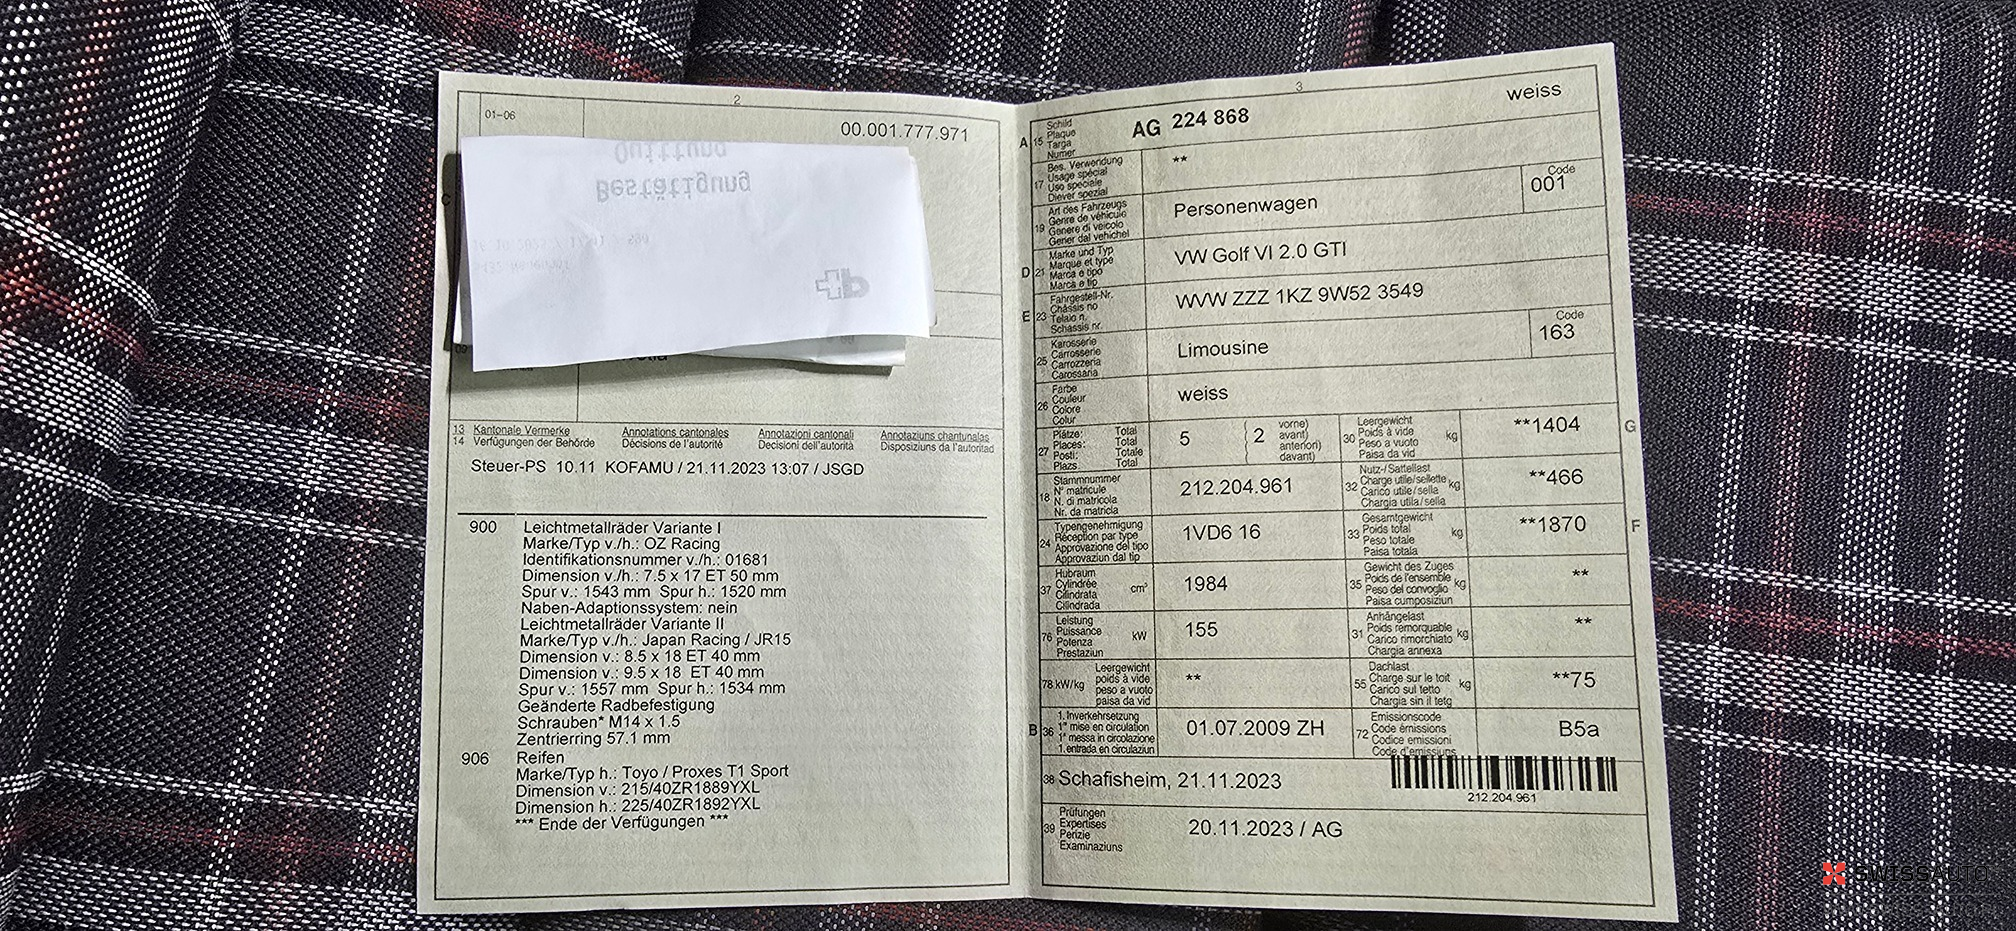 2
01-06
00.001.777.971
Quittung
Bestätigung
C
09
13 Kantonale Vermerke Annotations cantonales Annotazioni cantonali Annotaziuns chantunalas
14 Verfügungen der Behörde Décisions de l'autorité Decisioni dell'autorità Disposiziuns da l'autoritad
Steuer-PS 10.11 KOFAMU / 21.11.2023 13:07 / JSGD
900 Leichtmetallräder Variante I
Marke/Typ v./h.: OZ Racing
Identifikationsnummer v./h.: 01681
Dimension v./h.: 7.5 x 17 ET 50 mm
Spur v.: 1543 mm Spur h.: 1520 mm
Naben-Adaptionssystem: nein
Leichtmetallräder Variante II
Marke/Typ v./h.: Japan Racing / JR15
Dimension v.: 8.5 x 18 ET 40 mm
Dimension v.: 9.5 x 18 ET 40 mm
Spur v.: 1557 mm Spur h.: 1534 mm
Geänderte Radbefestigung
Schrauben* M14 x 1.5
Zentrierring 57.1 mm
906 Reifen
Marke/Typ h.: Toyo / Proxes T1 Sport
Dimension v.: 215/40ZR1889YXL
Dimension h.: 225/40ZR1892YXL
*** Ende der Verfügungen ***
3
weiss
A 15 Schild
Plaque
Targa
Numer
AG 224 868
17 Bes. Verwendung
Usage spécial
Uso speciale
Diever spezial
**
19 Art des Fahrzeugs
Genre de véhicule
Genere di veicolo
Gener dal vehichel
Personenwagen
Code
001
D 21 Marke und Typ
Marque et type
Marca e tipo
Marca e tip
VW Golf VI 2.0 GTI
E 23 Fahrgestell-Nr.
Châssis no
Telaio n.
Schassis nr.
WVW ZZZ 1KZ 9W52 3549
25 Karosserie
Carrosserie
Carrozzeria
Carossaria
Limousine
Code
163
26 Farbe
Couleur
Colore
Colur
weiss
27 Plätze: Total
Places: Total
Posti: Totale
Plazs: Total
5
2
vorne)
avant)
anteriori)
davant)
30 Leergewicht
Poids à vide kg
Peso a vuoto
Paisa da vid
**1404
G
18 Stammnummer
N° matricule
N. di matricola
Nr. da matricla
212.204.961
32 Nutz-/Sattellast
Charge utile/sellette kg
Carico utile/sella
Chargia utila/sella
**466
24 Typengenehmigung
Réception par type
Approvazione del tipo
Approvaziun dal tip
1VD6 16
33 Gesamtgewicht
Poids total kg
Peso totale
Paisa totala
**1870
F
37 Hubraum
Cylindrée cm³
Cilindrata
Cilindrada
1984
35 Gewicht des Zuges
Poids de l'ensemble kg
Peso del convoglio
Paisa cumposiziun
**
76 Leistung
Puissance kW
Potenza
Prestaziun
155
31 Anhängelast
Poids remorquable kg
Carico rimorchiato
Chargia annexa
**
78 kW/kg Leergewicht
poids à vide
peso a vuoto
paisa da vid
**
55 Dachlast
Charge sur le toit kg
Carico sul tetto
Chargia sin il tetg
**75
B 36 1. Inverkehrsetzung
1re mise en circulation
1a messa in circolazione
1. entrada en circulaziun
01.07.2009 ZH
72 Emissionscode
Code émissions
Codice emissioni
Code d'emissiuns
B5a
38 Schafisheim, 21.11.2023
212.204.961
39 Prüfungen
Expertises
Perizie
Examinaziuns
20.11.2023 / AG
SWISSAUTO